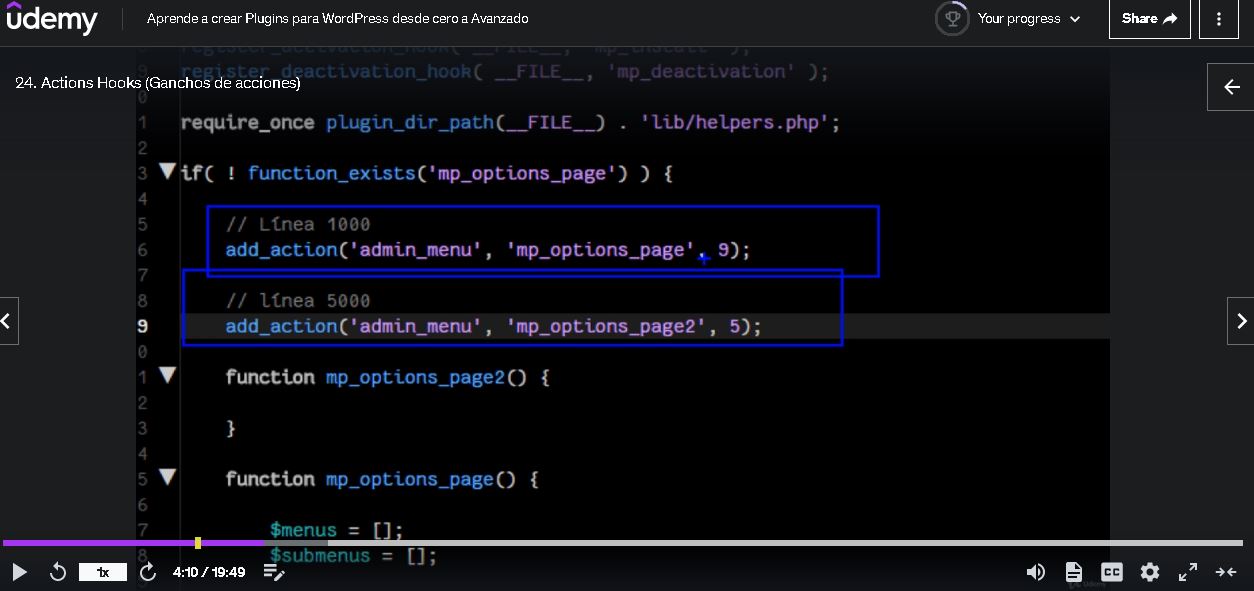 udemy
Aprende a crear Plugins para WordPress desde cero a Avanzado
Your progress
Share
register_deactivation_hook( __FILE__, 'mp_deactivation' );
24. Actions Hooks (Ganchos de acciones)
0
1 require_once plugin_dir_path(__FILE__) . 'lib/helpers.php';
2
3 if( ! function_exists('mp_options_page') ) {
4
5 // Línea 1000
6 add_action('admin_menu', 'mp_options_page', 9);
7
8 // línea 5000
9 add_action('admin_menu', 'mp_options_page2', 5);
0
1 function mp_options_page2() {
2
3 }
4
5 function mp_options_page() {
6
7 $menus = [];
8 $submenus = [];
1x
4:10 / 19:49
CC